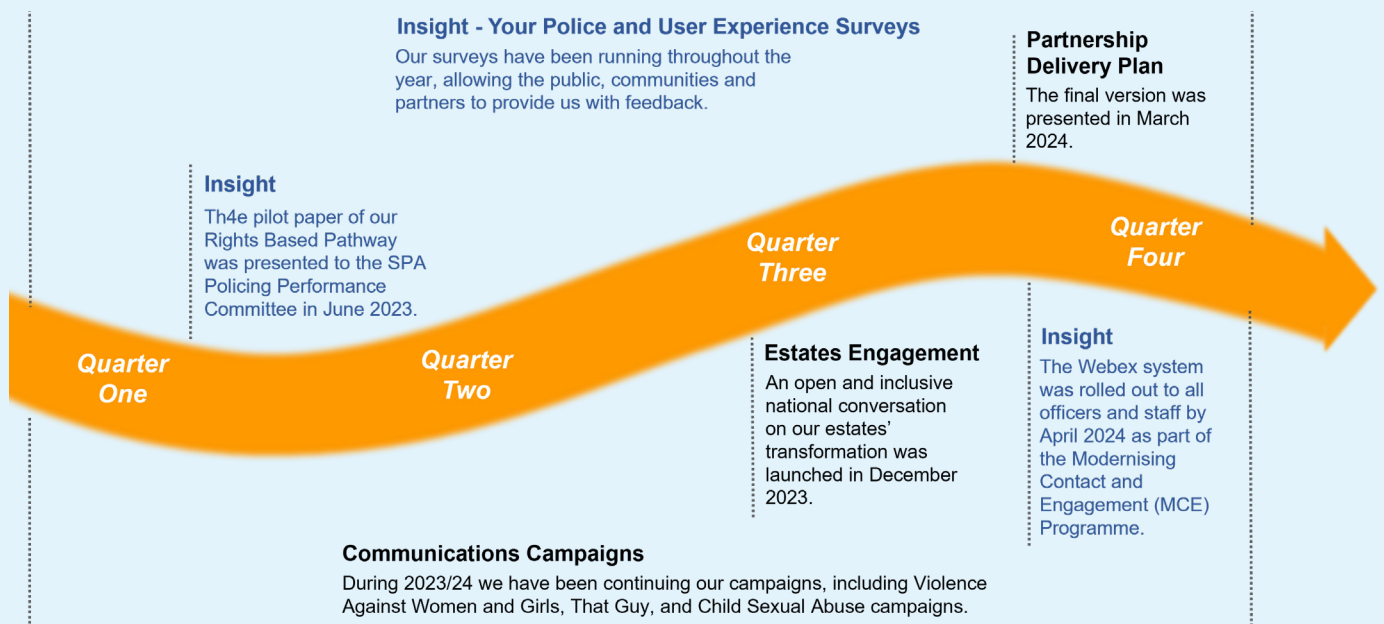 Insight - Your Police and User Experience Surveys
Our surveys have been running throughout the
year, allowing the public, communities and
partners to provide us with feedback.
Partnership
Delivery Plan
The final version was
presented in March
2024.
Insight
Th4e pilot paper of our
Rights Based Pathway
was presented to the SPA
Policing Performance
Committee in June 2023.
Quarter
One
Quarter
Two
Quarter
Three
Quarter
Four
Estates Engagement
An open and inclusive
national conversation
on our estates’
transformation was
launched in December
2023.
Insight
The Webex system
was rolled out to all
officers and staff by
April 2024 as part of
the Modernising
Contact and
Engagement (MCE)
Programme.
Communications Campaigns
During 2023/24 we have been continuing our campaigns, including Violence
Against Women and Girls, That Guy, and Child Sexual Abuse campaigns.